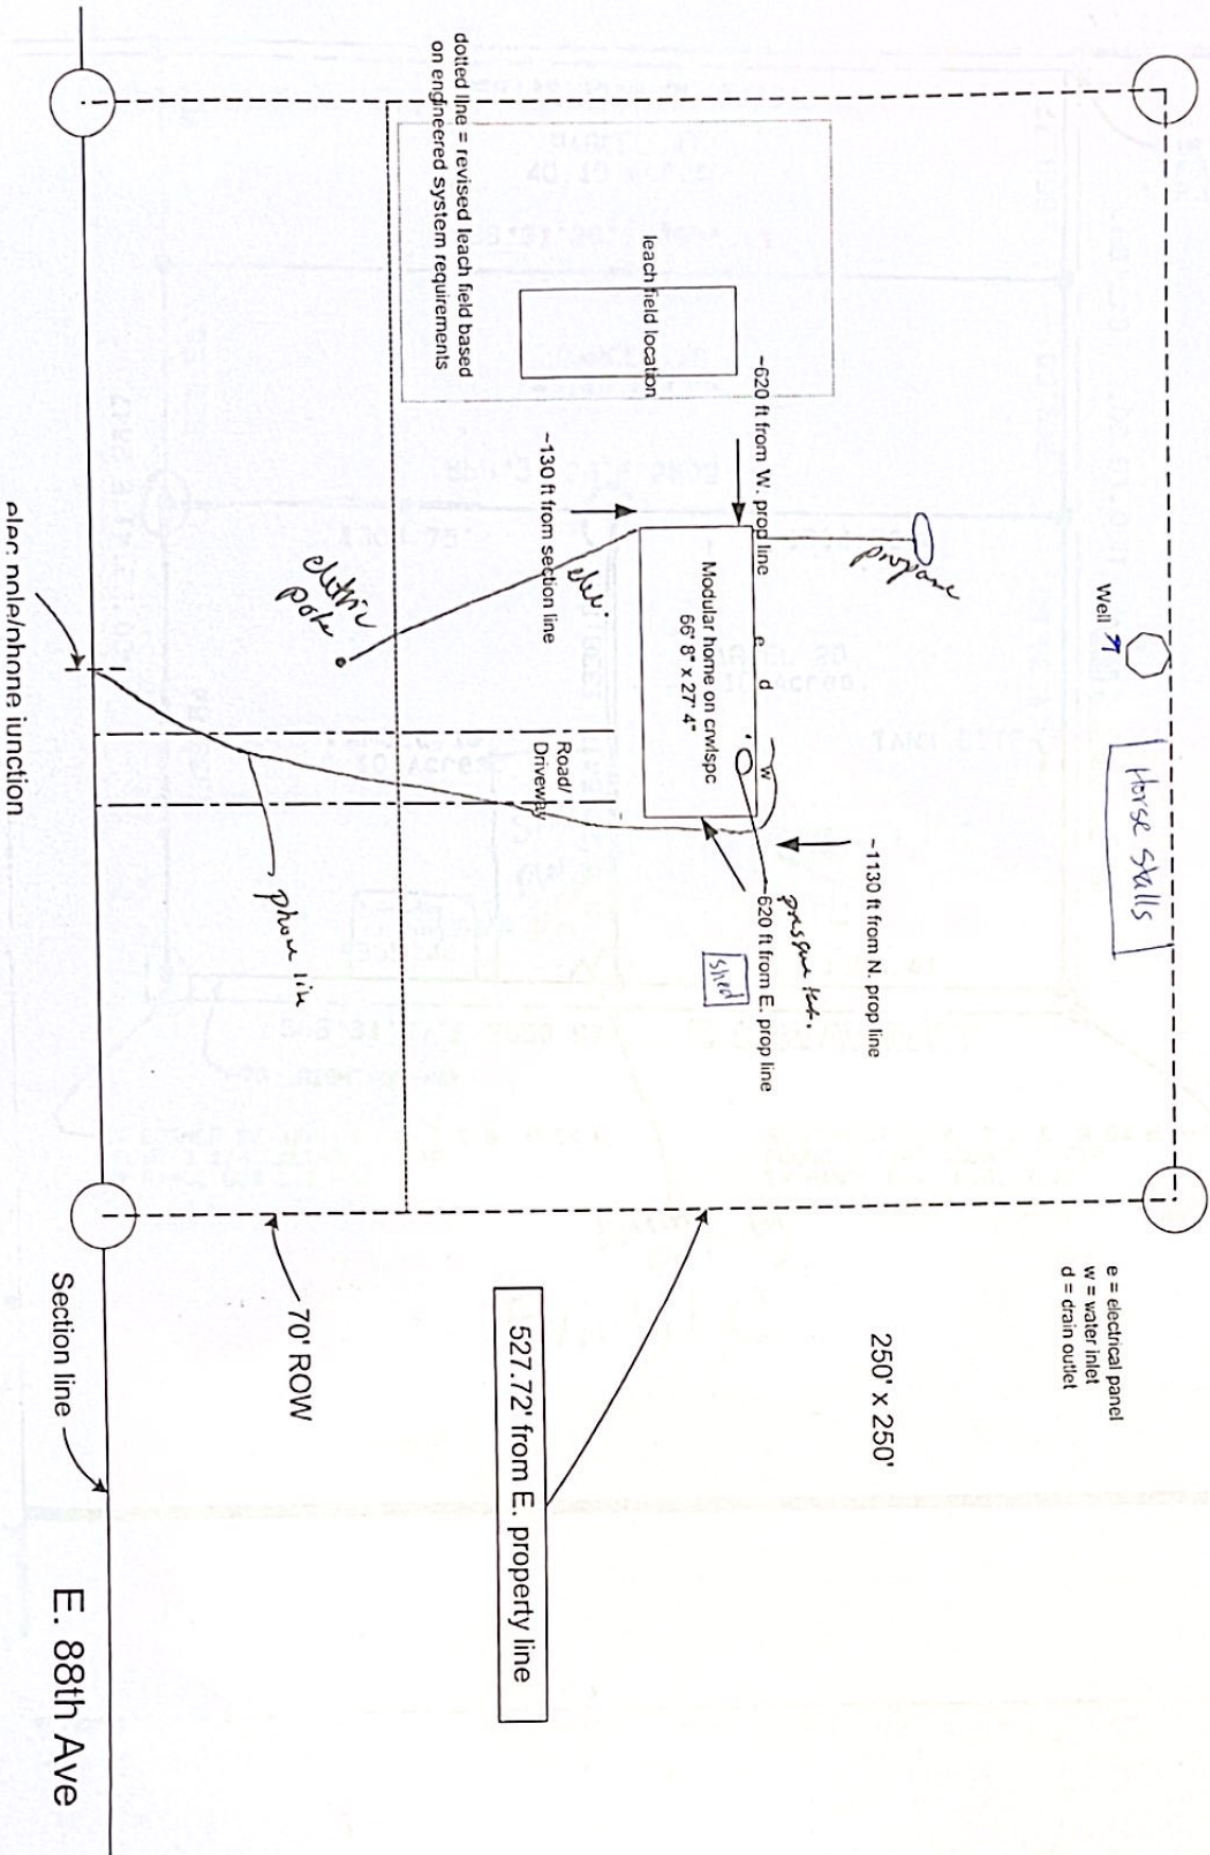 Well
Horse Stalls
e = electrical panel
w = water inlet
d = drain outlet
250' x 250'
propane
~1130 ft from N. prop line
~620 ft from W. prop line
e
d
w
~620 ft from E. prop line
Modular home on crwlspc
66' 8" x 27' 4"
shed
leach field location
~130 ft from section line
elec.
Road/
Driveway
527.72' from E. property line
dotted line = revised leach field based
on engineered system requirements
electric
pole
phone line
70' ROW
Section line
E. 88th Ave
elec pole/phone junction